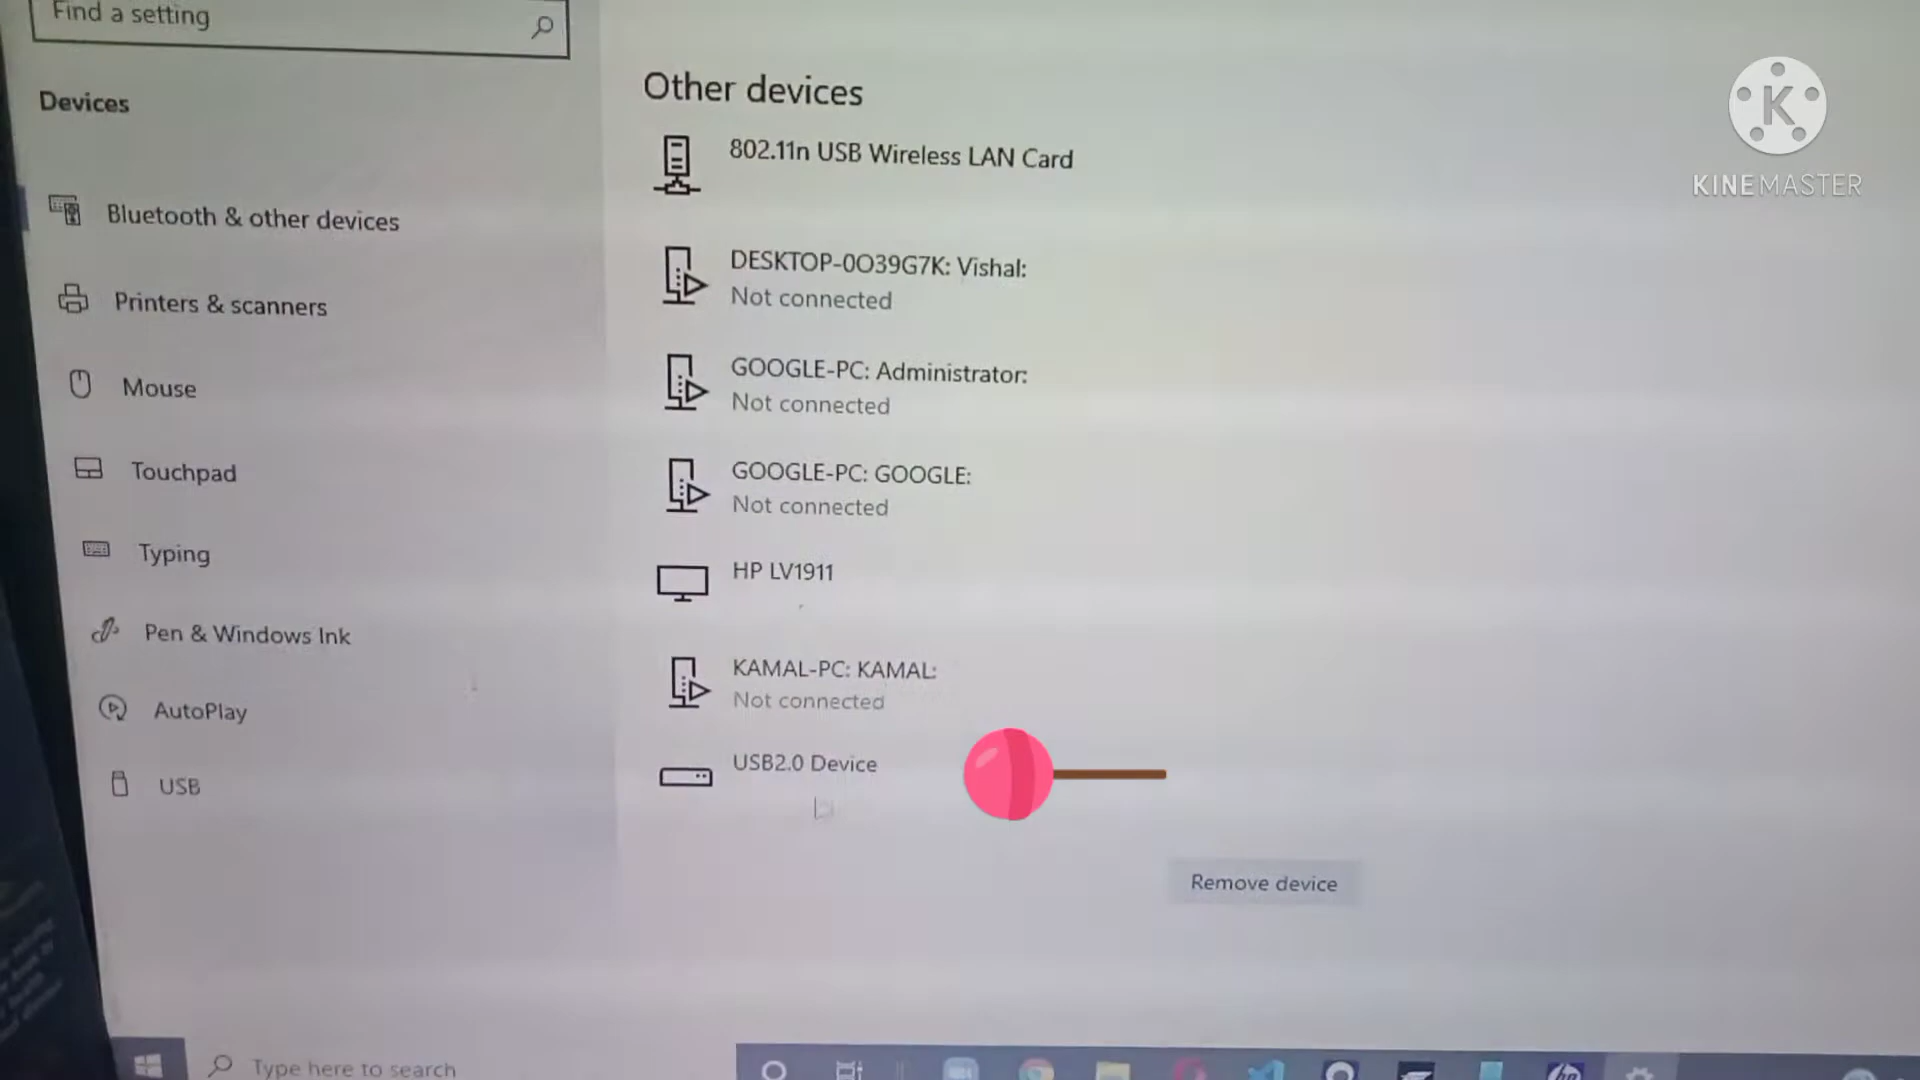 Find a setting
Devices
Bluetooth & other devices
Printers & scanners
Mouse
Touchpad
Typing
Pen & Windows Ink
AutoPlay
USB
Other devices
802.11n USB Wireless LAN Card
DESKTOP-0O39G7K: Vishal:
Not connected
GOOGLE-PC: Administrator:
Not connected
GOOGLE-PC: GOOGLE:
Not connected
HP LV1911
KAMAL-PC: KAMAL:
Not connected
USB2.0 Device
Remove device
K
KINEMASTER
Type here to search
hp